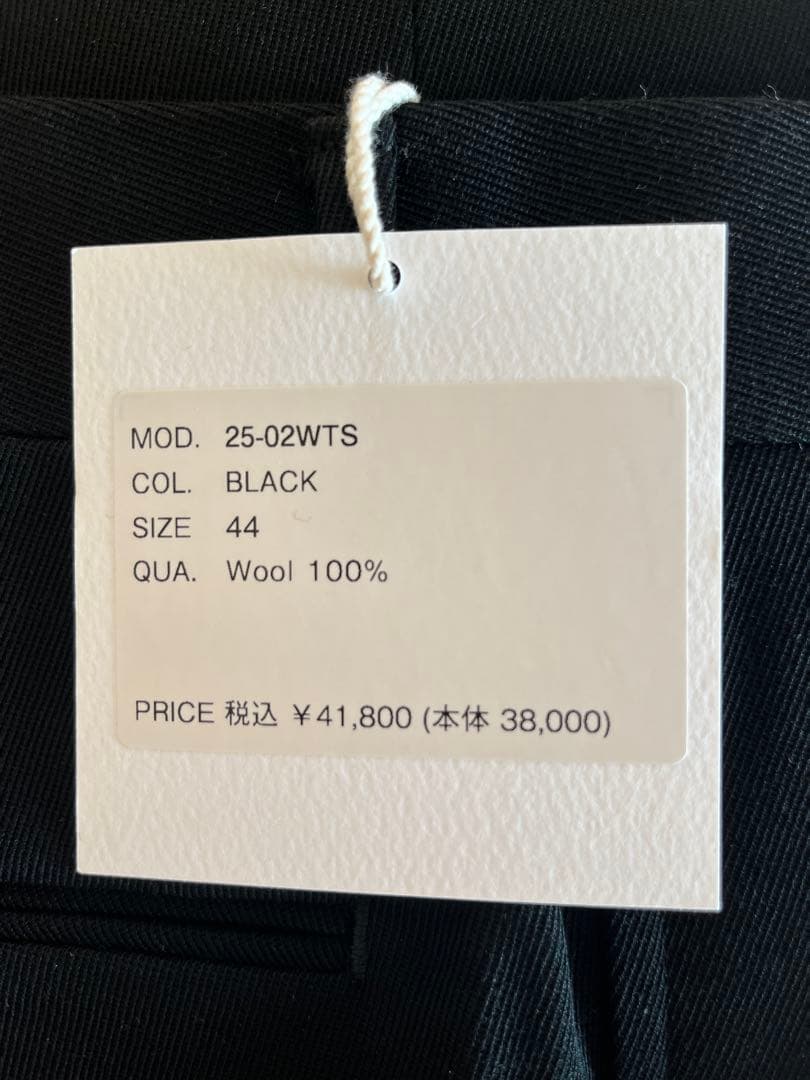 MOD. 25-02WTS
COL. BLACK
SIZE 44
QUA. Wool 100%
PRICE 税込 ¥41,800 (本体 38,000)